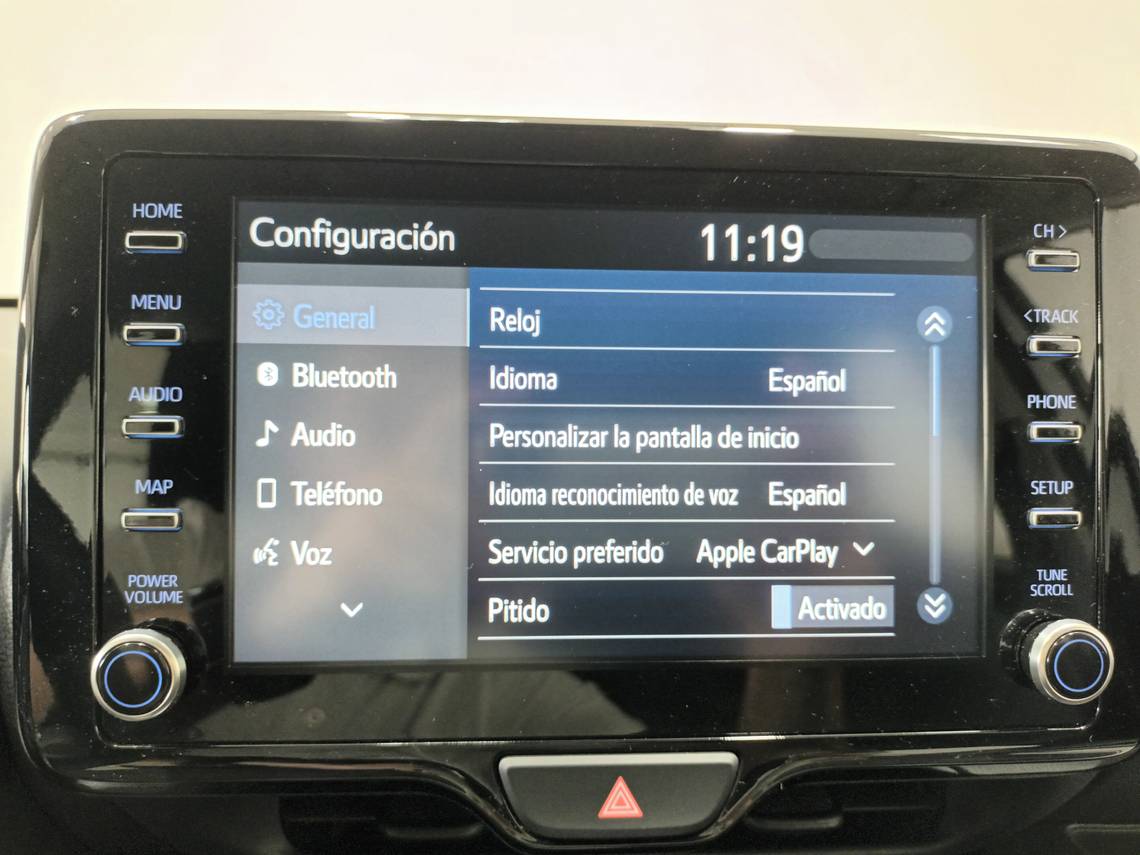 HOME
MENU
AUDIO
MAP
POWER
VOLUME
Configuración 11:19
General
Bluetooth
Audio
Teléfono
Voz
Reloj
Idioma Español
Personalizar la pantalla de inicio
Idioma reconocimiento de voz Español
Servicio preferido Apple CarPlay
Pitido Activado
CH >
< TRACK
PHONE
SETUP
TUNE
SCROLL